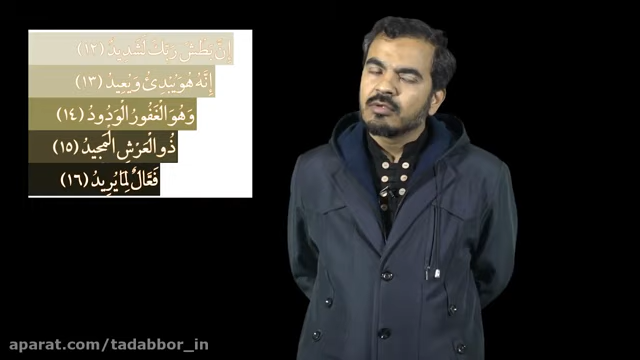 إِنَّ بَطْشَ رَبِّكَ لَشَدِيدٌ (١٢)
إِنَّهُ هُوَ يُبْدِئُ وَيُعِيدُ (١٣)
وَهُوَ الْغَفُورُ الْوَدُودُ (١٤)
ذُو الْعَرْشِ الْمَجِيدُ (١٥)
فَعَّالٌ لِمَا يُرِيدُ (١٦)
aparat.com/tadabbor_in